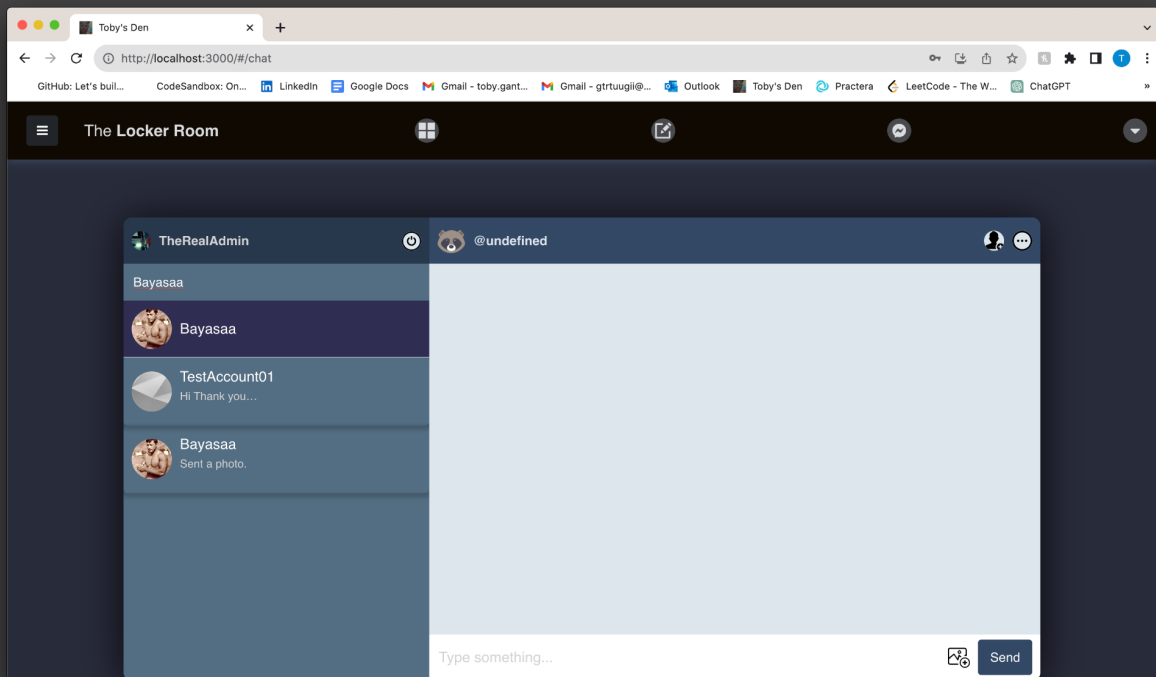 Toby's Den
http://localhost:3000/#/chat
GitHub: Let's buil... CodeSandbox: On... LinkedIn Google Docs Gmail - toby.gant... Gmail - gtrtuugii@... Outlook Toby's Den Practera LeetCode - The W... ChatGPT »
The Locker Room
TheRealAdmin
@undefined
Bayasaa
Bayasaa
TestAccount01
Hi Thank you...
Bayasaa
Sent a photo.
Type something...
Send